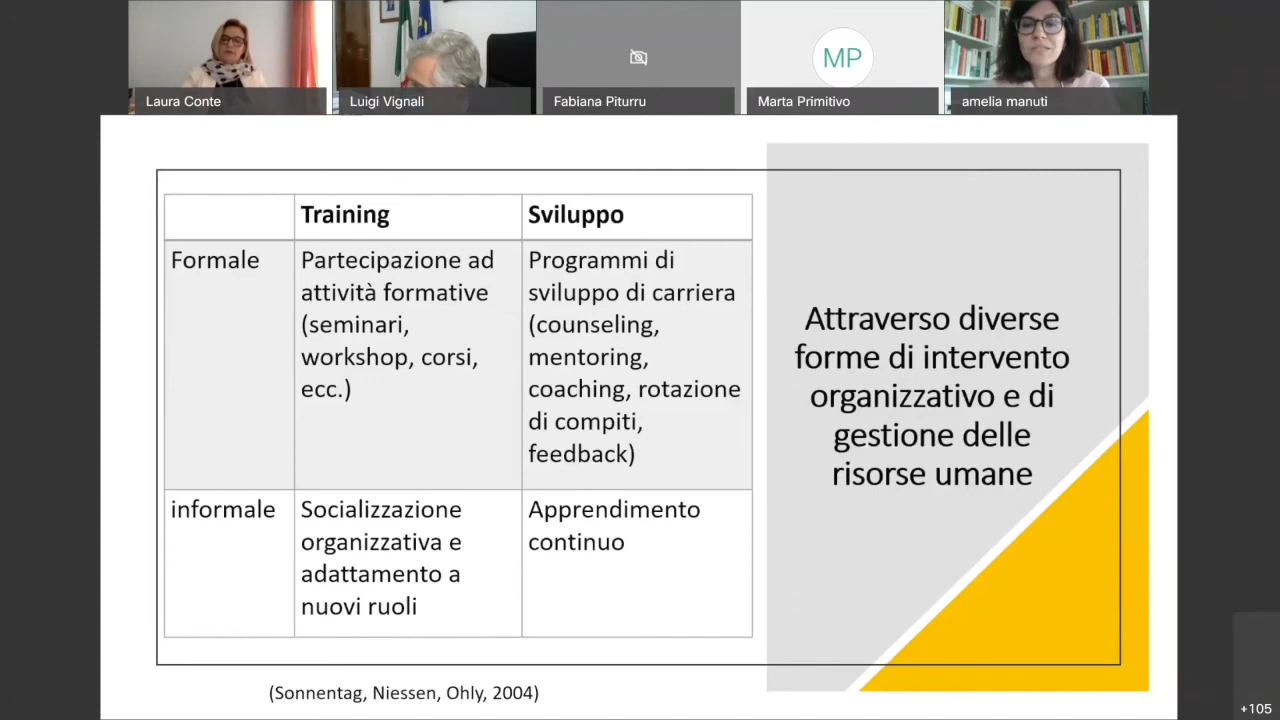 Laura Conte
Luigi Vignali
Fabiana Piturru
MP
Marta Primitivo
amelia manuti
Training
Sviluppo
Formale
Partecipazione ad
attività formative
(seminari,
workshop, corsi,
ecc.)
Programmi di
sviluppo di carriera
(counseling,
mentoring,
coaching, rotazione
di compiti,
feedback)
informale
Socializzazione
organizzativa e
adattamento a
nuovi ruoli
Apprendimento
continuo
Attraverso diverse
forme di intervento
organizzativo e di
gestione delle
risorse umane
(Sonnentag, Niessen, Ohly, 2004)
+105